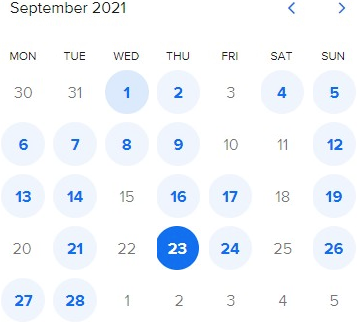 September 2021
MON TUE WED THU FRI SAT SUN
30 31 1 2 3 4 5
6 7 8 9 10 11 12
13 14 15 16 17 18 19
20 21 22 23 24 25 26
27 28 1 2 3 4 5